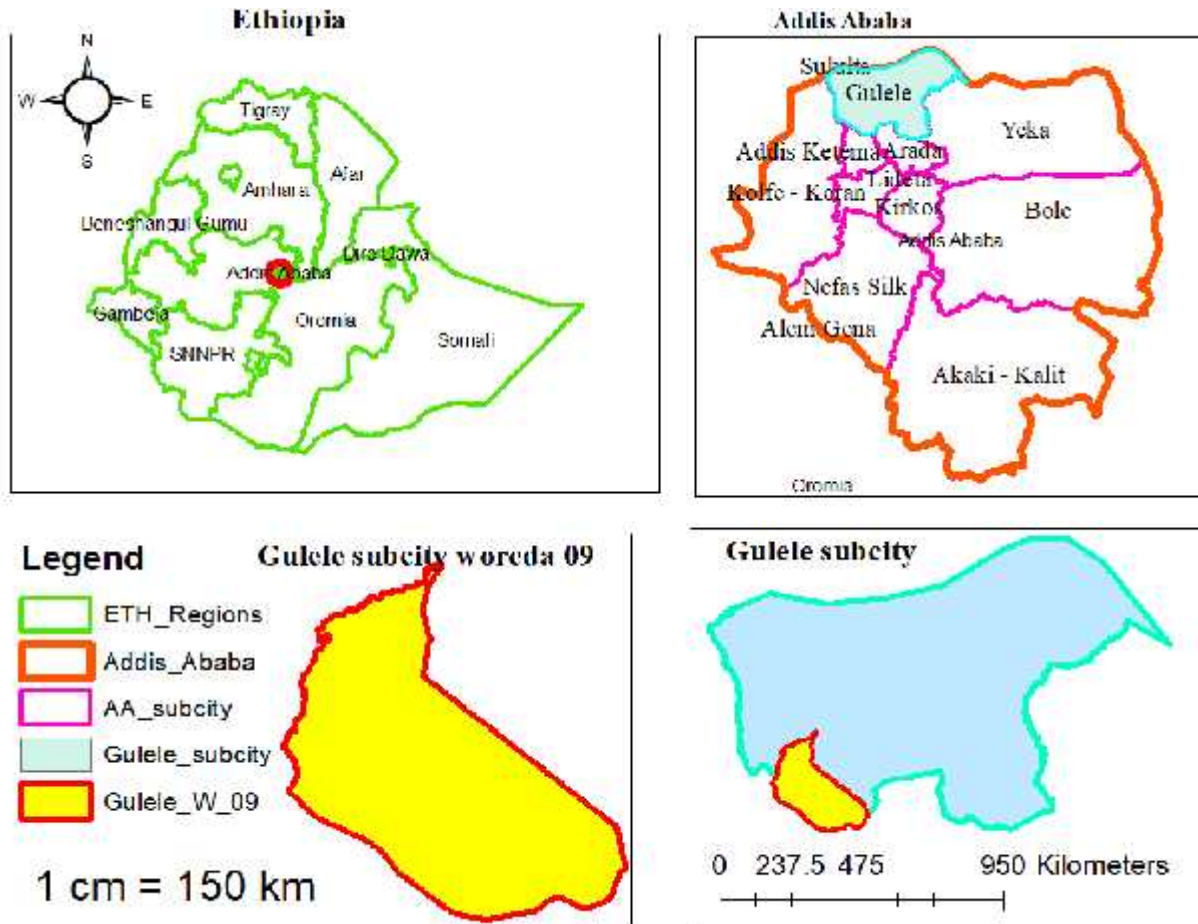 Ethiopia
N
W
E
S
Tigray
Afar
Amhara
Beneshangul Gumu
Dire Dawa
Addis Ababa
Gambela
Oromia
SNNPR
Somali
Addis Ababa
Sululta
Gulele
Yeka
Addis Ketema
Arada
Lideta
Kolfe - Keran
Kirkos
Bole
Addis Ababa
Nefas Silk
Alem Gena
Akaki - Kalit
Oromia
Legend
ETH_Regions
Addis_Ababa
AA_subcity
Gulele_subcity
Gulele_W_09
1 cm = 150 km
Gulele subcity woreda 09
Gulele subcity
0 237.5 475 950 Kilometers